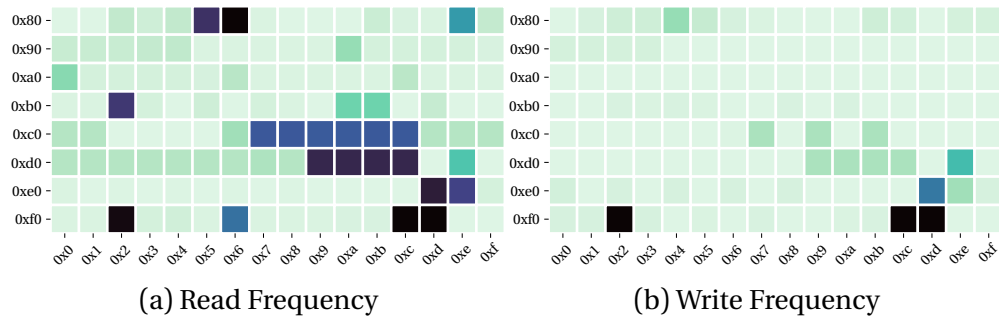 0x80
0x90
0xa0
0xb0
0xc0
0xd0
0xe0
0xf0
0x0 0x1 0x2 0x3 0x4 0x5 0x6 0x7 0x8 0x9 0xa 0xb 0xc 0xd 0xe 0xf
(a) Read Frequency
0x80
0x90
0xa0
0xb0
0xc0
0xd0
0xe0
0xf0
0x0 0x1 0x2 0x3 0x4 0x5 0x6 0x7 0x8 0x9 0xa 0xb 0xc 0xd 0xe 0xf
(b) Write Frequency